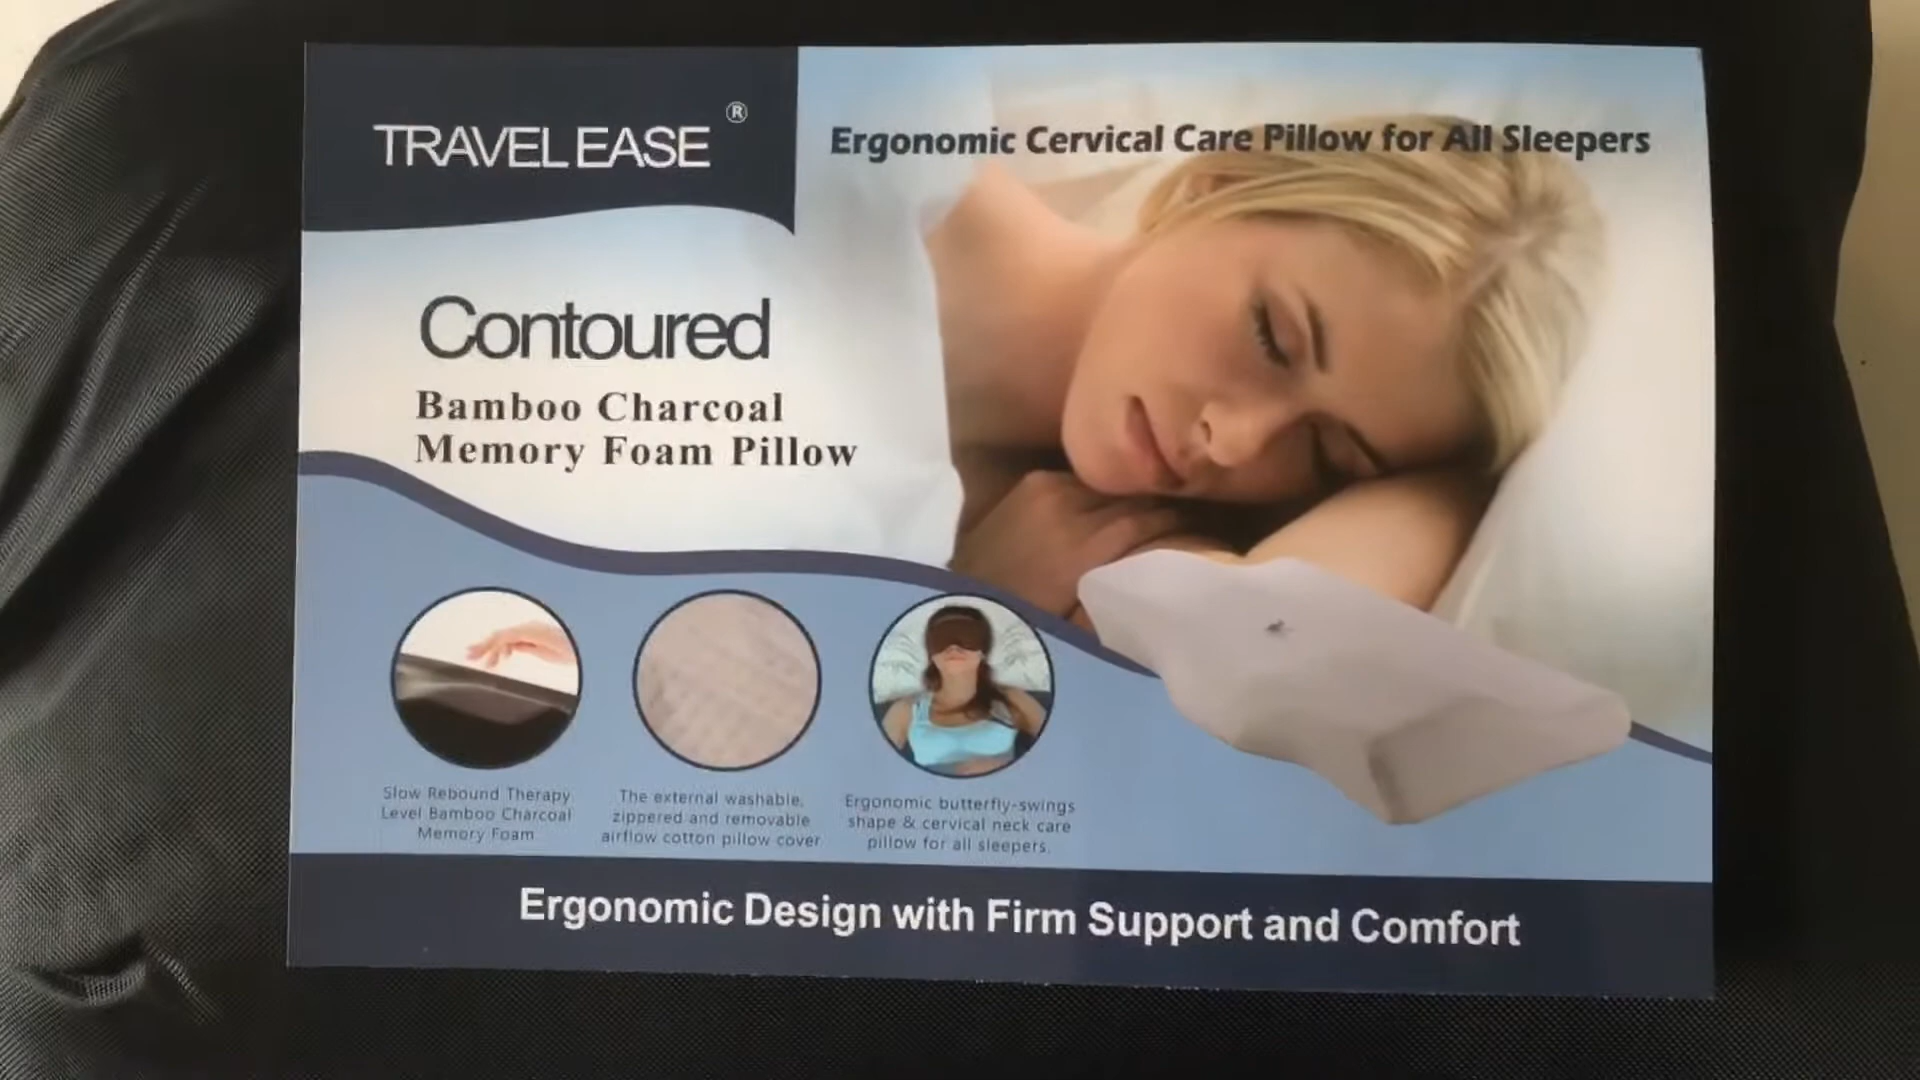 TRAVEL EASE ®
Ergonomic Cervical Care Pillow for All Sleepers
Contoured
Bamboo Charcoal
Memory Foam Pillow
Slow Rebound Therapy
Level Bamboo Charcoal
Memory Foam
The external washable,
zippered and removable
airflow cotton pillow cover
Ergonomic butterfly-swings
shape & cervical neck care
pillow for all sleepers.
Ergonomic Design with Firm Support and Comfort